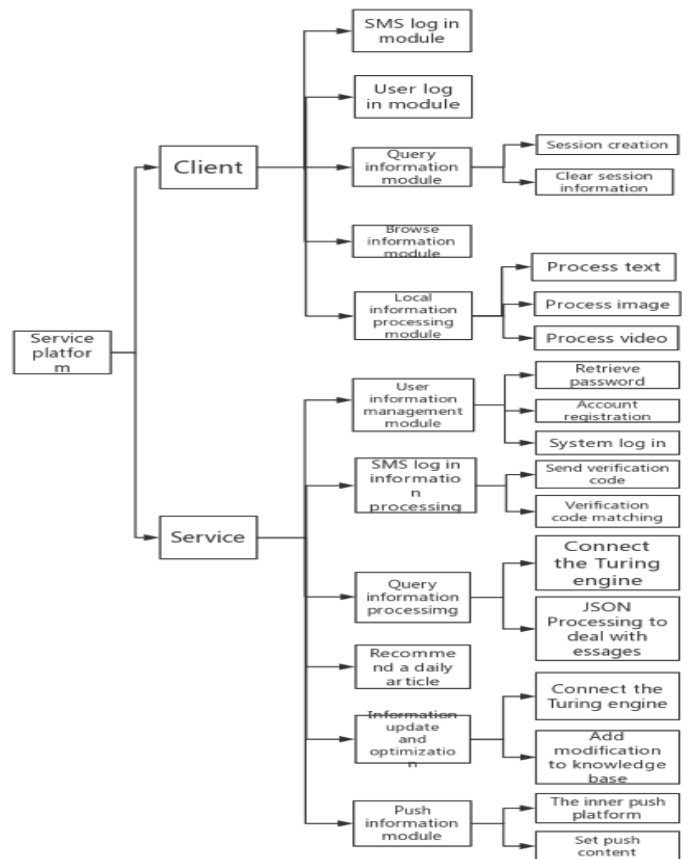 SMS log in
module
User log
in module
Client
Query
information
module
Session creation
Clear session
information
Browse
information
module
Local
information
processing
module
Process text
Process image
Process video
Service
platfor
m
User
information
management
module
Retrieve
password
Account
registration
System log in
SMS log in
informatio
n
processing
Send verification
code
Verification
code matching
Service
Query
information
processimg
Connect
the Turing
engine
JSON
Processing to
deal with
essages
Recomme
nd a daily
article
Information
update
and
optimizatio
n
Connect the
Turing engine
Add
modification
to knowledge
base
Push
information
module
The inner push
platform
Set push
content